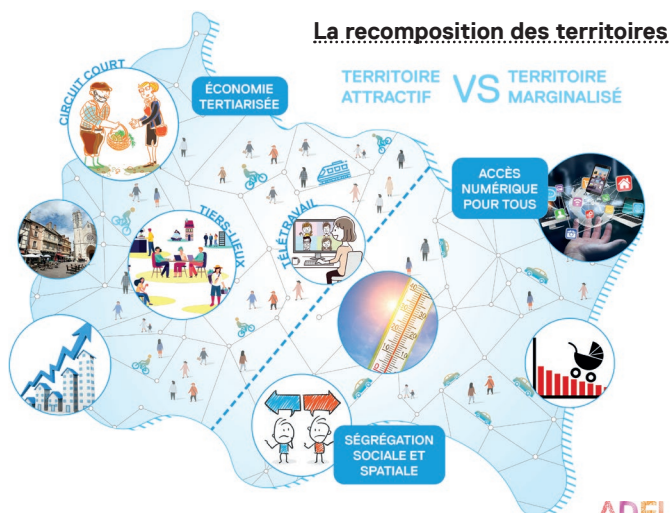 La recomposition des territoires
TERRITOIRE
ATTRACTIF
VS
TERRITOIRE
MARGINALISÉ
CIRCUIT COURT
ÉCONOMIE
TERTIARISÉE
ACCÈS
NUMÉRIQUE
POUR TOUS
TIERS-LIEUX
TÉLÉTRAVAIL
SÉGRÉGATION
SOCIALE ET
SPATIALE